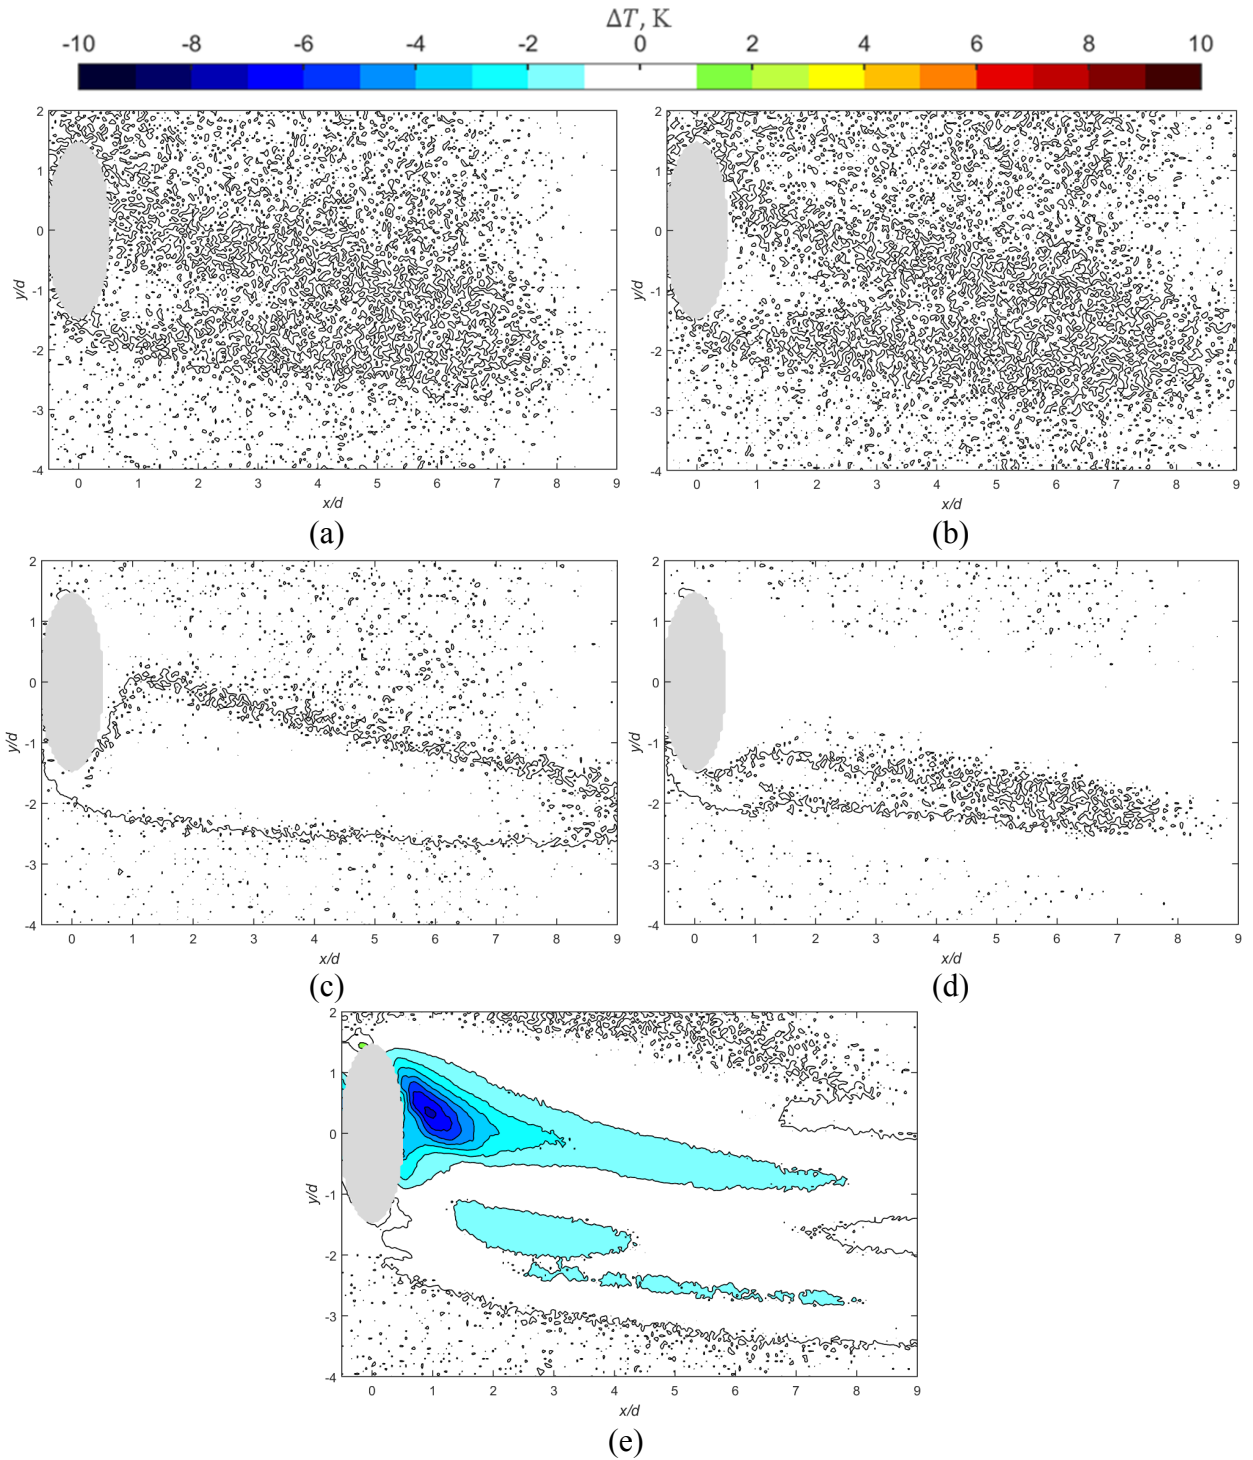 ΔT, K
-10 -8 -6 -4 -2 0 2 4 6 8 10
2 2
1 1
0 0
y/d y/d
-1 -1
-2 -2
-3 -3
-4 -4
0 1 2 3 4 5 6 7 8 9 0 1 2 3 4 5 6 7 8 9
x/d x/d
(a) (b)
2 2
1 1
0 0
y/d y/d
-1 -1
-2 -2
-3 -3
-4 -4
0 1 2 3 4 5 6 7 8 9 0 1 2 3 4 5 6 7 8 9
x/d x/d
(c) (d)
2
1
0
y/d
-1
-2
-3
-4
0 1 2 3 4 5 6 7 8 9
x/d
(e)